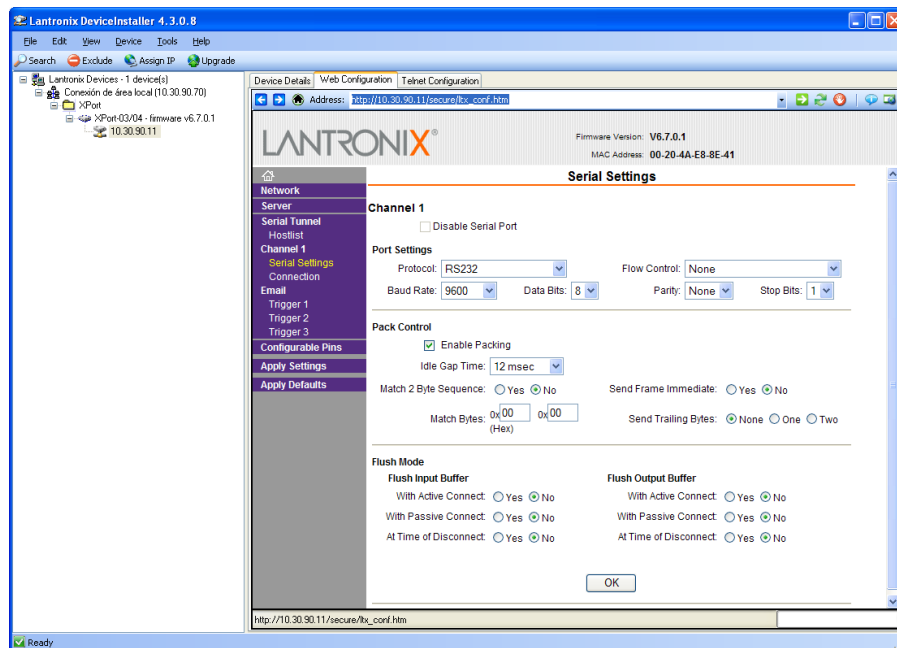 Lantronix DeviceInstaller 4.3.0.8
File Edit View Device Tools Help
Search Exclude Assign IP Upgrade
Lantronix Devices - 1 device(s)
Conexión de área local (10.30.90.70)
XPort
XPort-03/04 - firmware v6.7.0.1
10.30.90.11
Device Details Web Configuration Telnet Configuration
Address: http://10.30.90.11/secure/ltx_conf.htm
LANTRONIX®
Firmware Version: V6.7.0.1
MAC Address: 00-20-4A-E8-8E-41
Network
Server
Serial Tunnel
Hostlist
Channel 1
Serial Settings
Connection
Email
Trigger 1
Trigger 2
Trigger 3
Configurable Pins
Apply Settings
Apply Defaults
Serial Settings
Channel 1
Disable Serial Port
Port Settings
Protocol: RS232 Flow Control: None
Baud Rate: 9600 Data Bits: 8 Parity: None Stop Bits: 1
Pack Control
Enable Packing
Idle Gap Time: 12 msec
Match 2 Byte Sequence: Yes No Send Frame Immediate: Yes No
Match Bytes: 0x 00 0x 00 Send Trailing Bytes: None One Two
(Hex)
Flush Mode
Flush Input Buffer Flush Output Buffer
With Active Connect: Yes No With Active Connect: Yes No
With Passive Connect: Yes No With Passive Connect: Yes No
At Time of Disconnect: Yes No At Time of Disconnect: Yes No
OK
http://10.30.90.11/secure/ltx_conf.htm
Ready